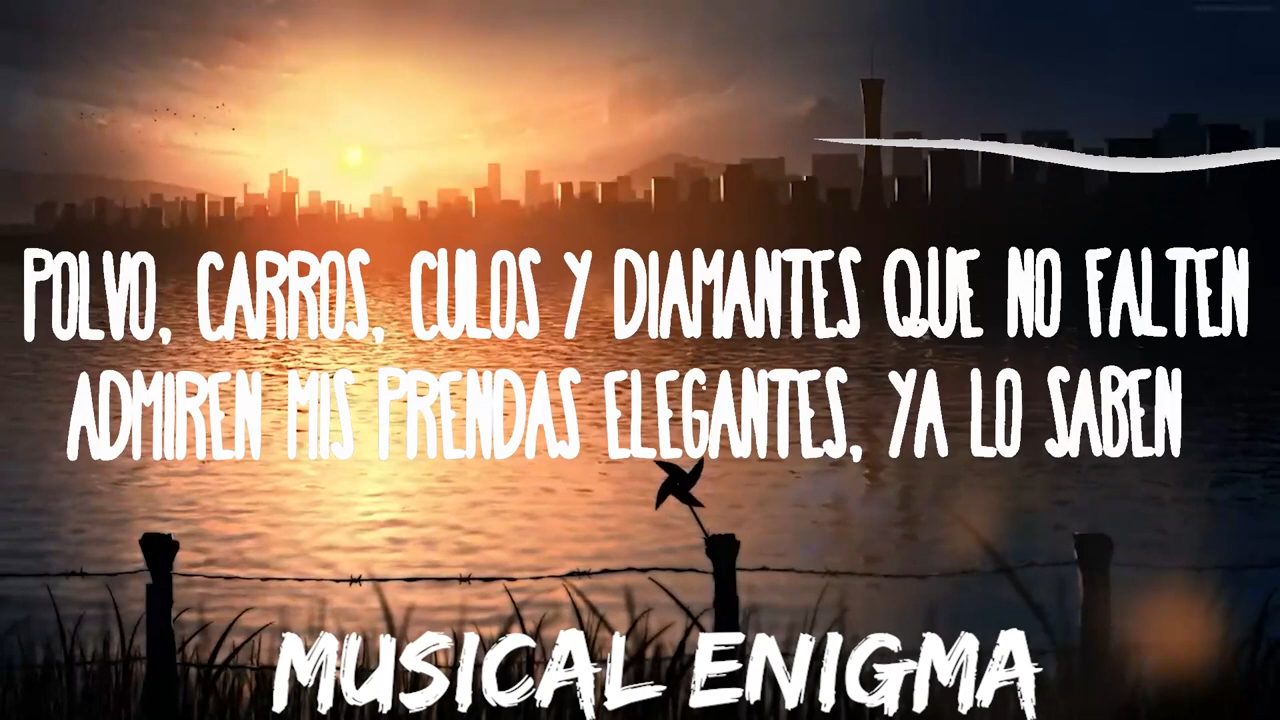 POLVO, CARROS, CULOS Y DIAMANTES QUE NO FALTEN
ADMIREN MIS PRENDAS ELEGANTES, YA LO SABEN
MUSICAL ENIGMA